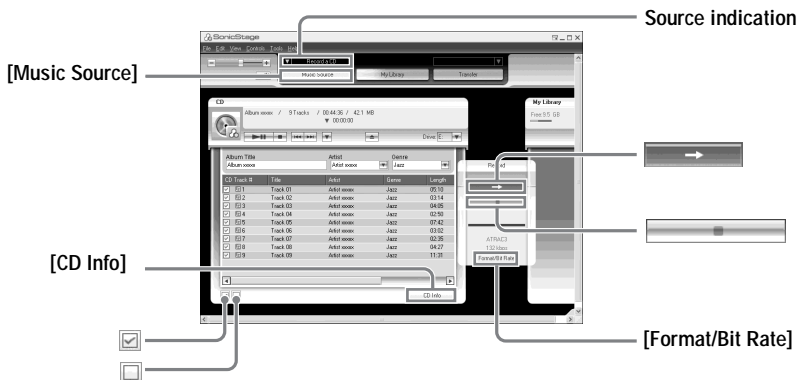 Source indication
SonicStage
File Edit View Controls Tools Help
Record a CD
[Music Source]
Music Source My Library Transfer
CD
My Library
Album xxxxx / 9 Tracks / 00:44:36 / 42.1 MB
00:00:00
Free:9.5 GB
Drive: E:
Album Title Artist Genre
Album xxxxx Artist xxxxx Jazz
Record
CD Track # Title Artist Genre Length
1 Track 01 Artist xxxxx Jazz 05:10
2 Track 02 Artist xxxxx Jazz 03:14
3 Track 03 Artist xxxxx Jazz 04:05
4 Track 04 Artist xxxxx Jazz 02:50
5 Track 05 Artist xxxxx Jazz 07:42
6 Track 06 Artist xxxxx Jazz 03:02
7 Track 07 Artist xxxxx Jazz 02:35
8 Track 08 Artist xxxxx Jazz 04:27
9 Track 09 Artist xxxxx Jazz 11:31
ATRAC3
132 kbps
Format/Bit Rate
[CD Info]
CD Info
[Format/Bit Rate]